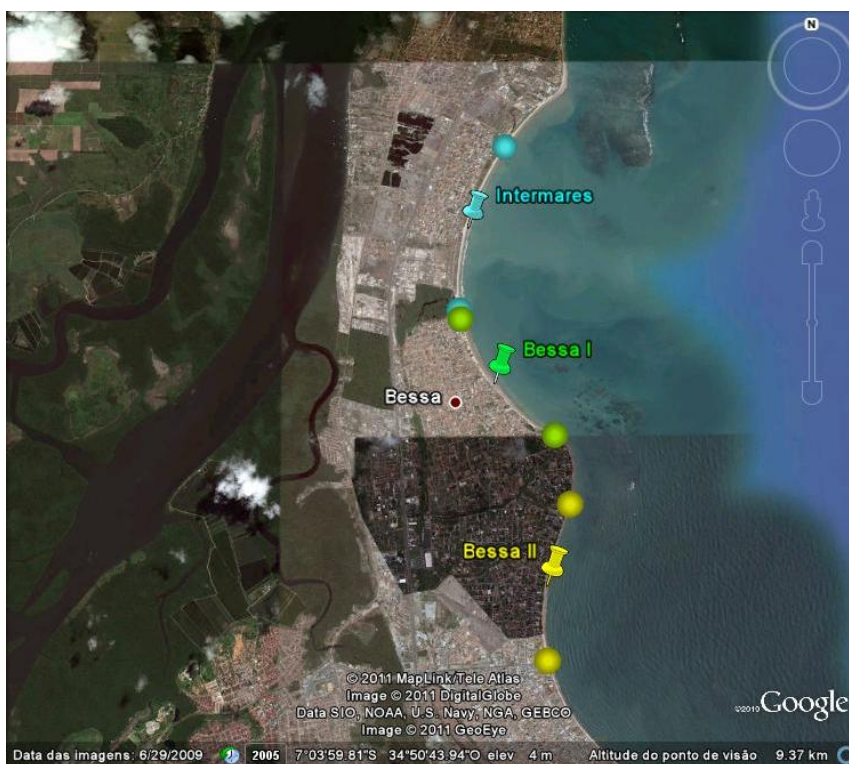 N
Intermares
Bessa I
Bessa
Bessa II
© 2011 MapLink/Tele Atlas
Image © 2011 DigitalGlobe
Data SIO, NOAA, U.S. Navy, NGA, GEBCO
Image © 2011 GeoEye
©2010 Google
Data das imagens: 6/29/2009 2005 7°03'59.81"S 34°50'43.94"O elev 4 m Altitude do ponto de visão 9.37 km